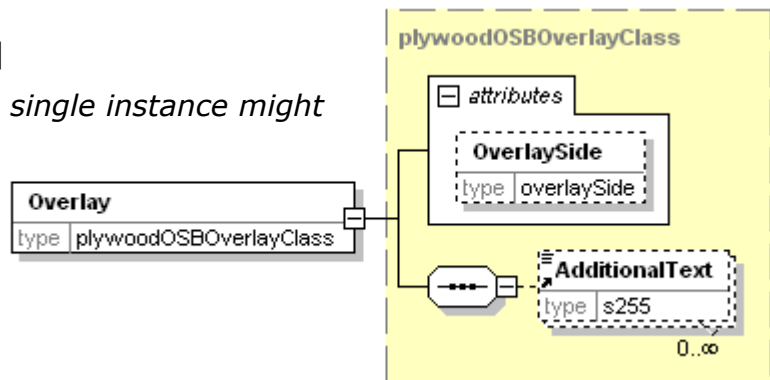 plywoodOSBOverlayClass
single instance might
attributes
OverlaySide
type overlaySide
Overlay
type plywoodOSBOverlayClass
AdditionalText
type s255
0..∞